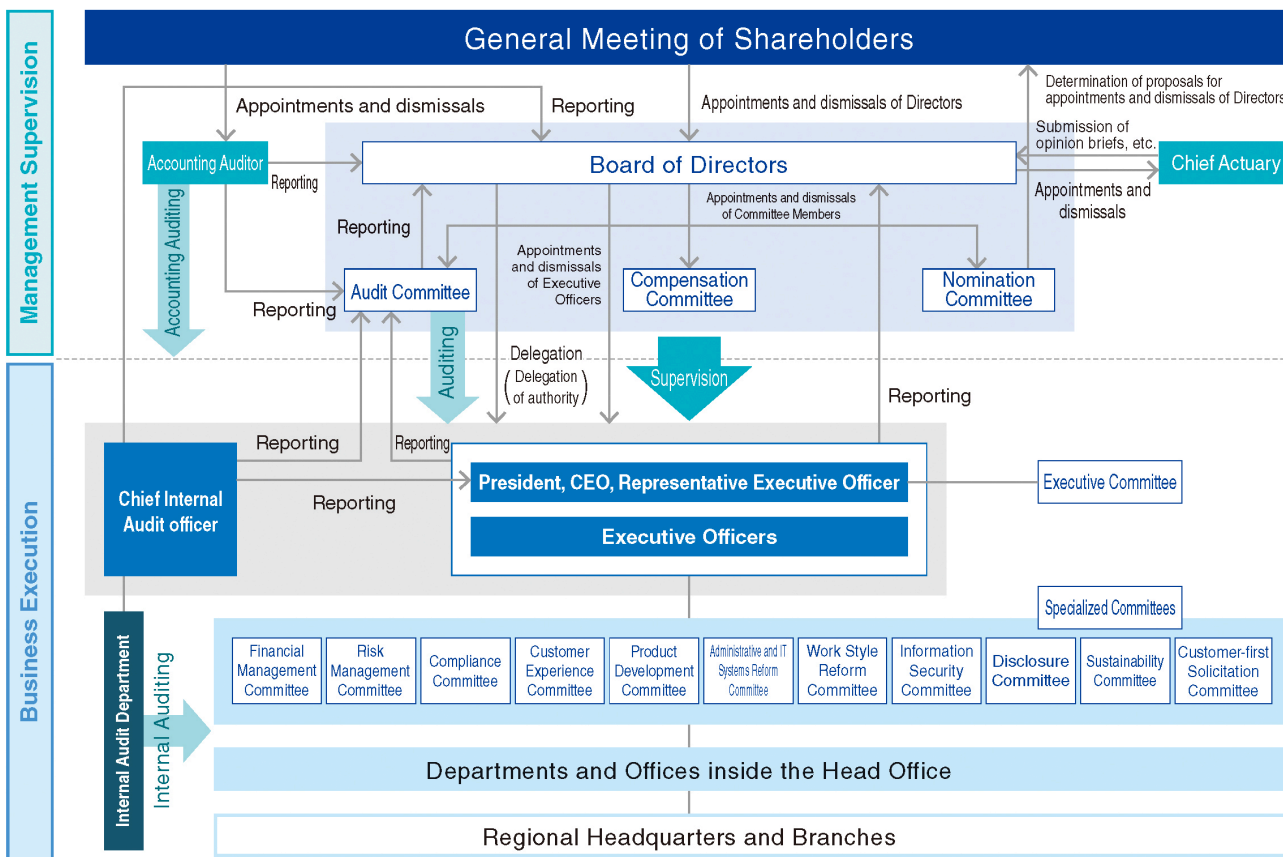 Management Supervision
General Meeting of Shareholders
Appointments and dismissals
Reporting
Appointments and dismissals of Directors
Determination of proposals for
appointments and dismissals of Directors
Accounting Auditor
Reporting
Board of Directors
Submission of
opinion briefs, etc.
Chief Actuary
Appointments and
dismissals
Accounting Auditing
Reporting
Appointments and dismissals
of Committee Members
Appointments
and dismissals
of Executive
Officers
Reporting
Audit Committee
Compensation
Committee
Nomination
Committee
Business Execution
Auditing
Delegation
(Delegation
of authority)
Supervision
Reporting
Reporting
Reporting
Reporting
Chief Internal
Audit officer
President, CEO, Representative Executive Officer
Executive Officers
Executive Committee
Specialized Committees
Internal Audit Department
Internal Auditing
Financial
Management
Committee
Risk
Management
Committee
Compliance
Committee
Customer
Experience
Committee
Product
Development
Committee
Administrative and IT
Systems Reform
Committee
Work Style
Reform
Committee
Information
Security
Committee
Disclosure
Committee
Sustainability
Committee
Customer-first
Solicitation
Committee
Departments and Offices inside the Head Office
Regional Headquarters and Branches